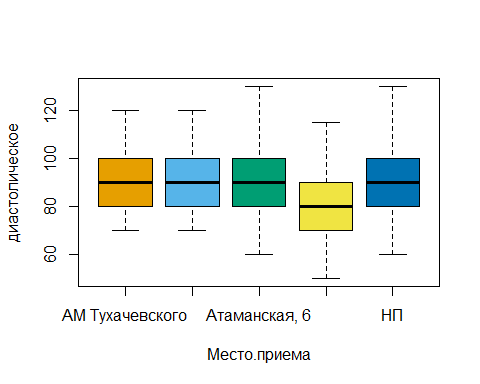 диастолическое
120
100
80
60
АМ Тухачевского Атаманская, 6 НП
Место.приема